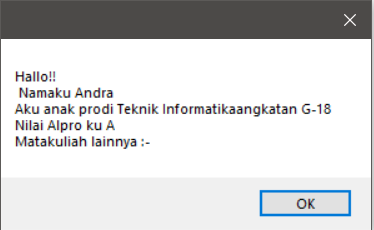 Hallo!!
Namaku Andra
Aku anak prodi Teknik Informatikaangkatan G-18
Nilai Alpro ku A
Matakuliah lainnya :-
OK